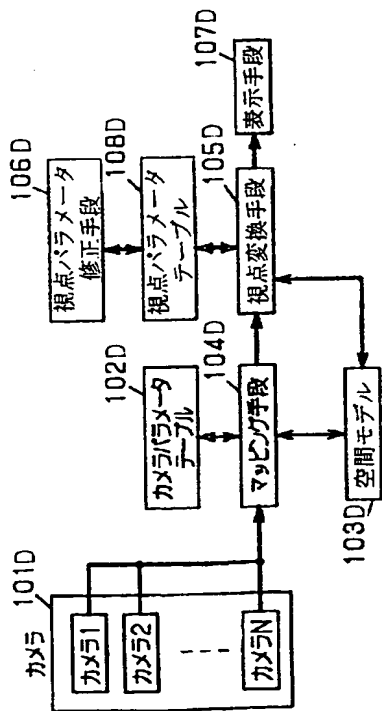 カメラ
101D
カメラ1
カメラ2
カメラN
102D
カメラパラメータ
テーブル
104D
マッピング手段
空間モデル
103D
106D
視点パラメータ
修正手段
108D
視点パラメータ
テーブル
105D
視点変換手段
107D
表示手段